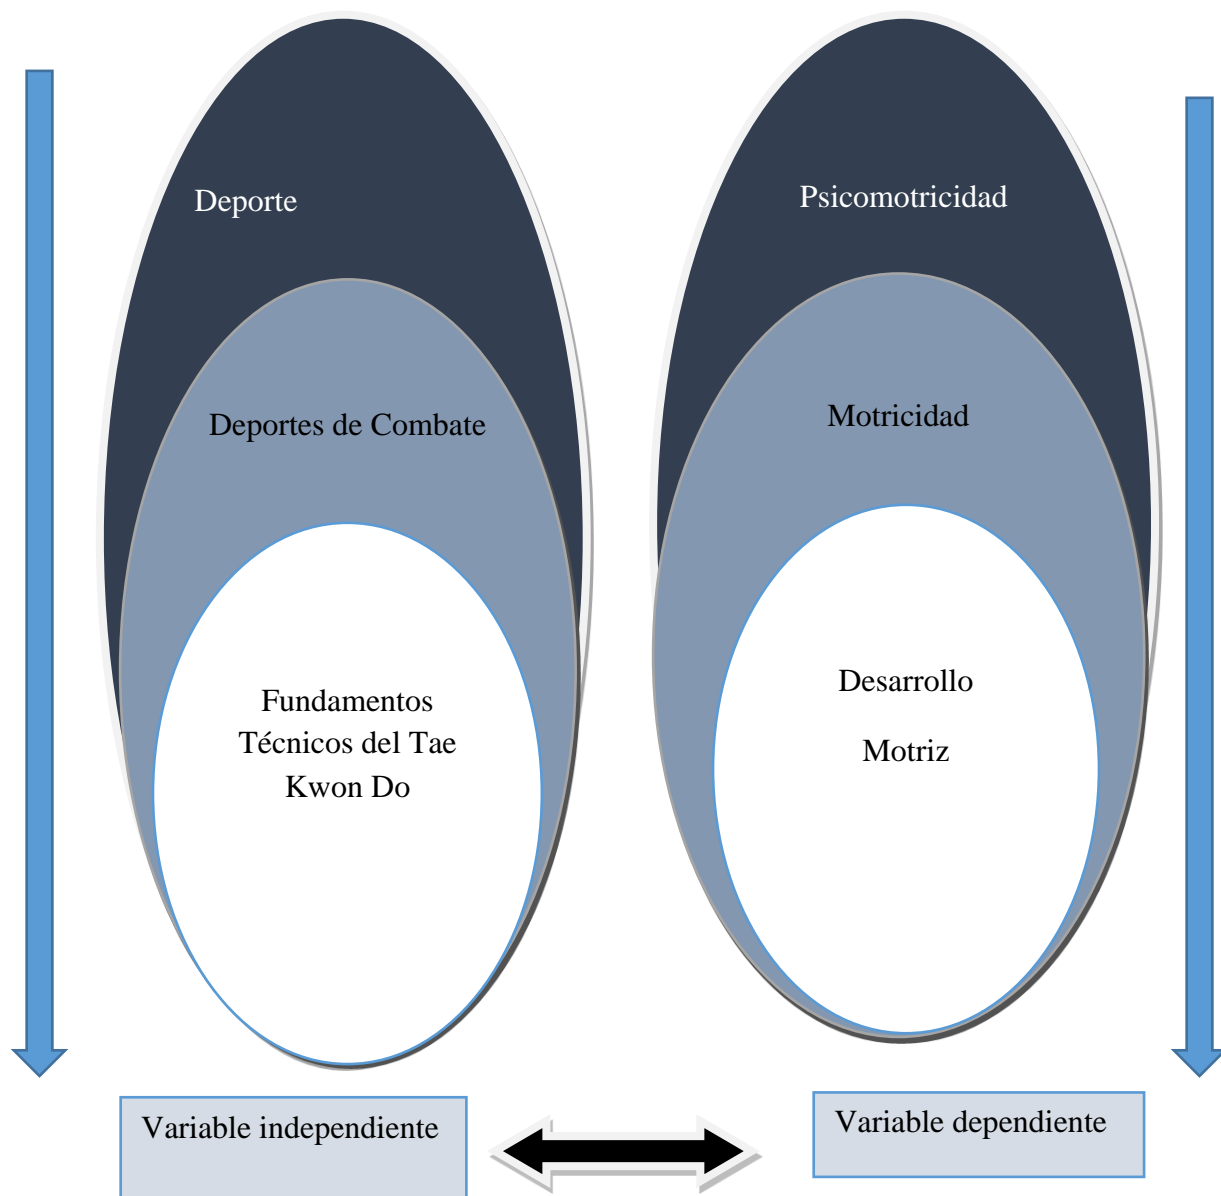 Deporte
Deportes de Combate
Fundamentos
Técnicos del Tae
Kwon Do
Variable independiente
Psicomotricidad
Motricidad
Desarrollo
Motriz
Variable dependiente